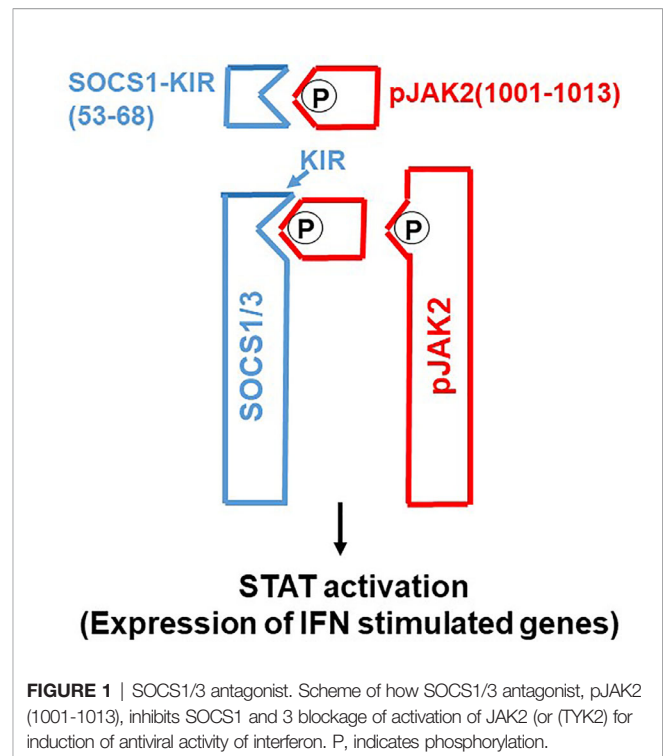 SOCS1-KIR
(53-68)
P
pJAK2(1001-1013)
KIR
P
P
SOCS1/3
pJAK2
STAT activation
(Expression of IFN stimulated genes)
FIGURE 1 | SOCS1/3 antagonist. Scheme of how SOCS1/3 antagonist, pJAK2
(1001-1013), inhibits SOCS1 and 3 blockage of activation of JAK2 (or (TYK2) for
induction of antiviral activity of interferon. P, indicates phosphorylation.